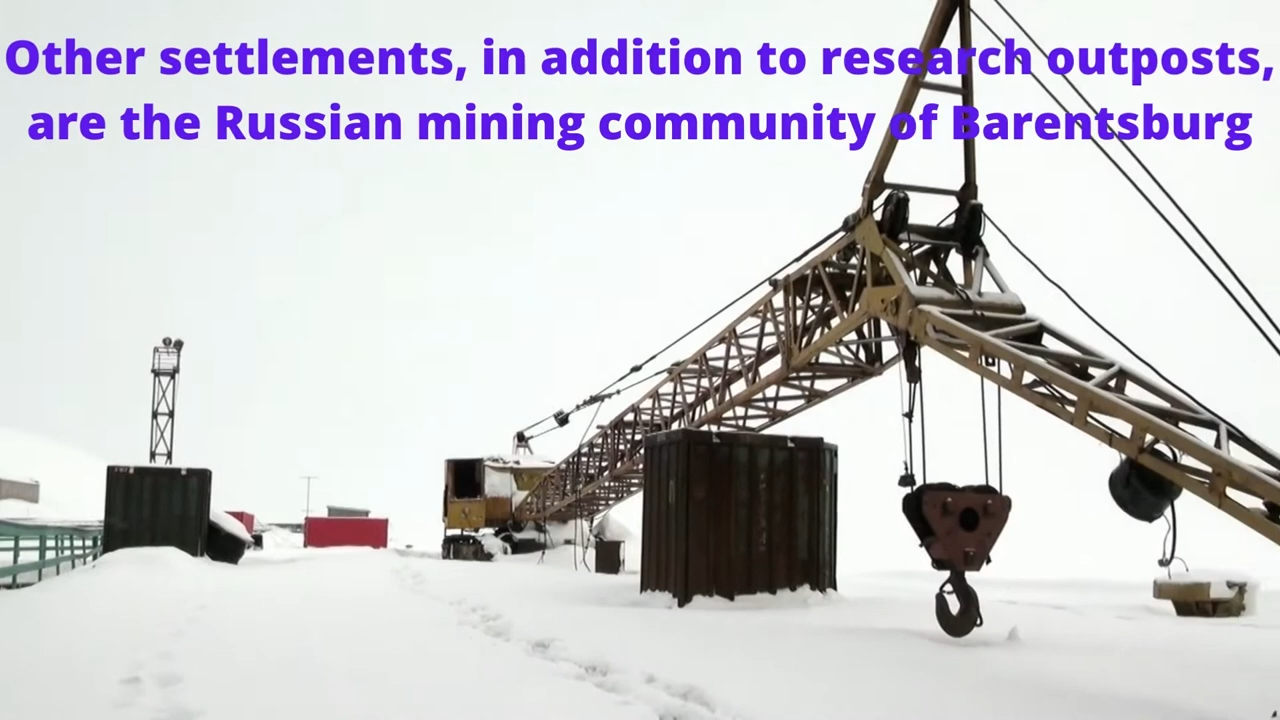 Other settlements, in addition to research outposts,
are the Russian mining community of Barentsburg